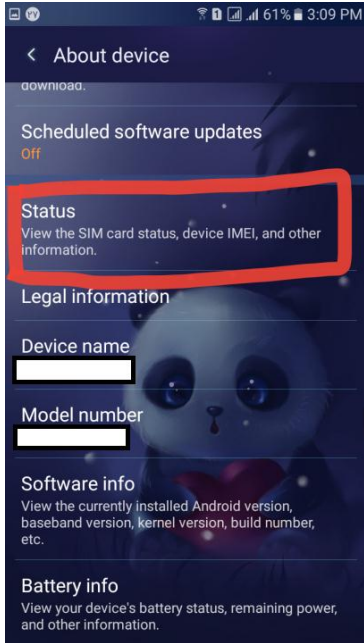 1 61% 3:09 PM
About device
download.
Scheduled software updates
Off
Status
View the SIM card status, device IMEI, and other
information.
Legal information
Device name
Model number
Software info
View the currently installed Android version,
baseband version, kernel version, build number,
etc.
Battery info
View your device's battery status, remaining power,
and other information.